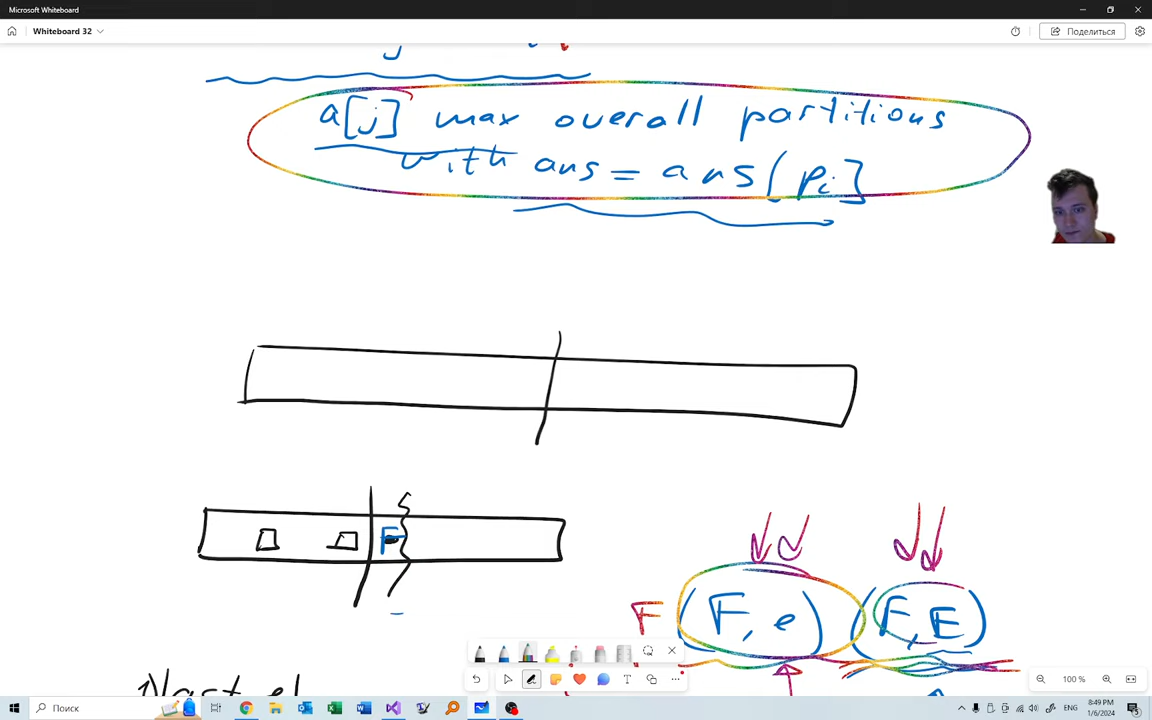 Microsoft Whiteboard
Whiteboard 32
Поделиться
a[j] max overall partitions
with ans = ans[pi]
F
F (F, e) (F, E)
100 %
Поиск
ENG
8:49 PM
1/6/2024